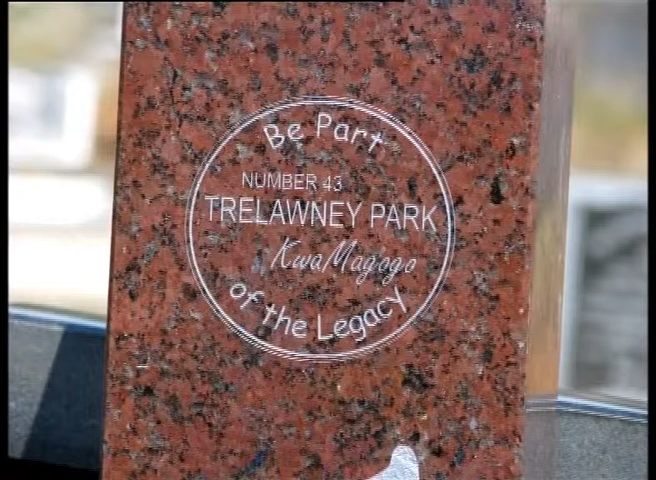 Be Part
NUMBER 43
TRELAWNEY PARK
KwaMagogo
of the Legacy